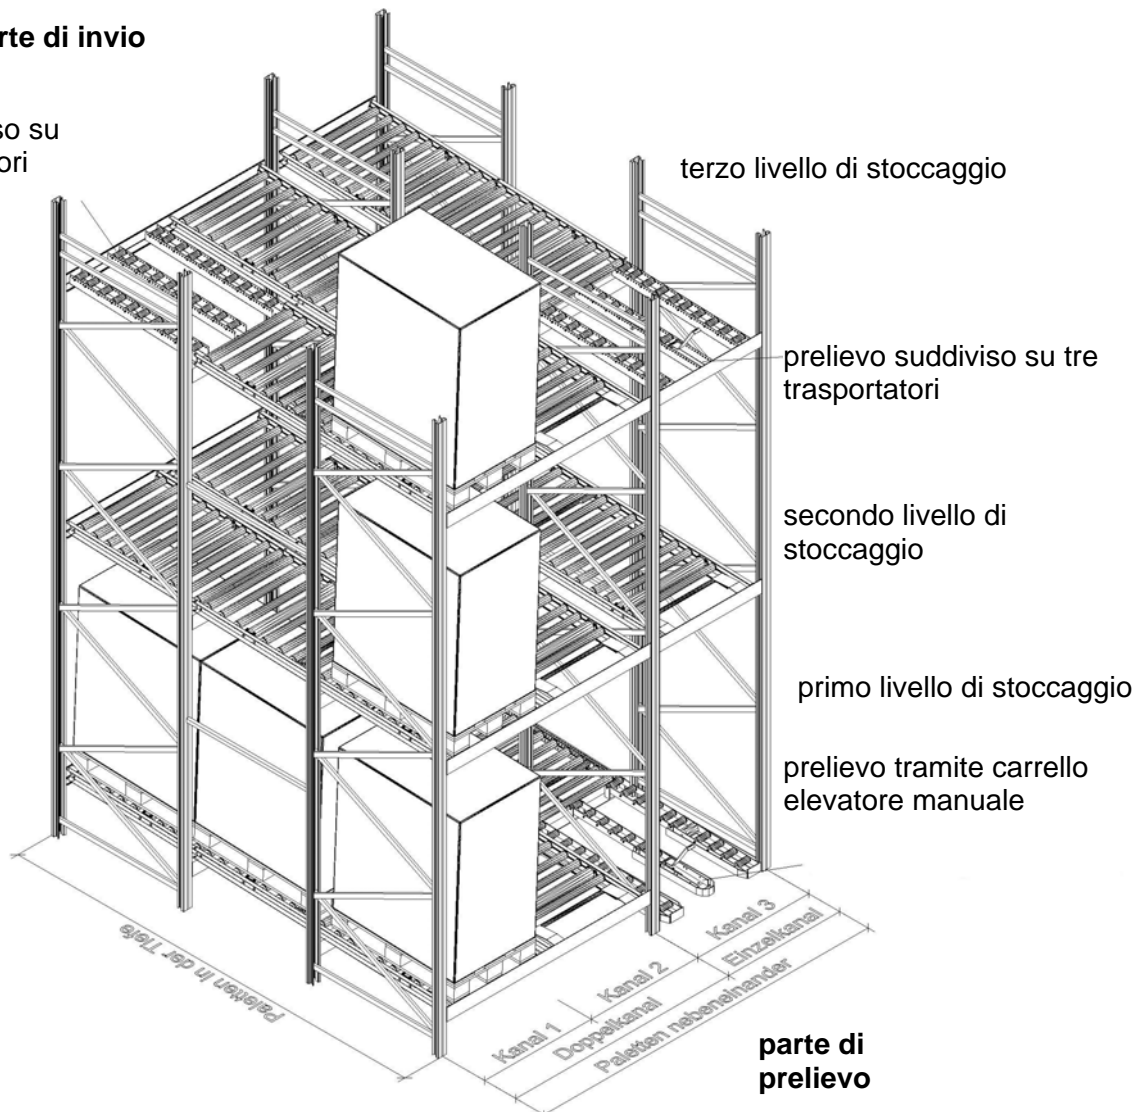 rte di invio
so su
ori
terzo livello di stoccaggio
prelievo suddiviso su tre
trasportatori
secondo livello di
stoccaggio
primo livello di stoccaggio
prelievo tramite carrello
elevatore manuale
Paletten in der Tiefe
Kanal 1
Kanal 2
Kanal 3
Doppelkanal
Einzelkanal
Paletten nebeneinander
parte di
prelievo